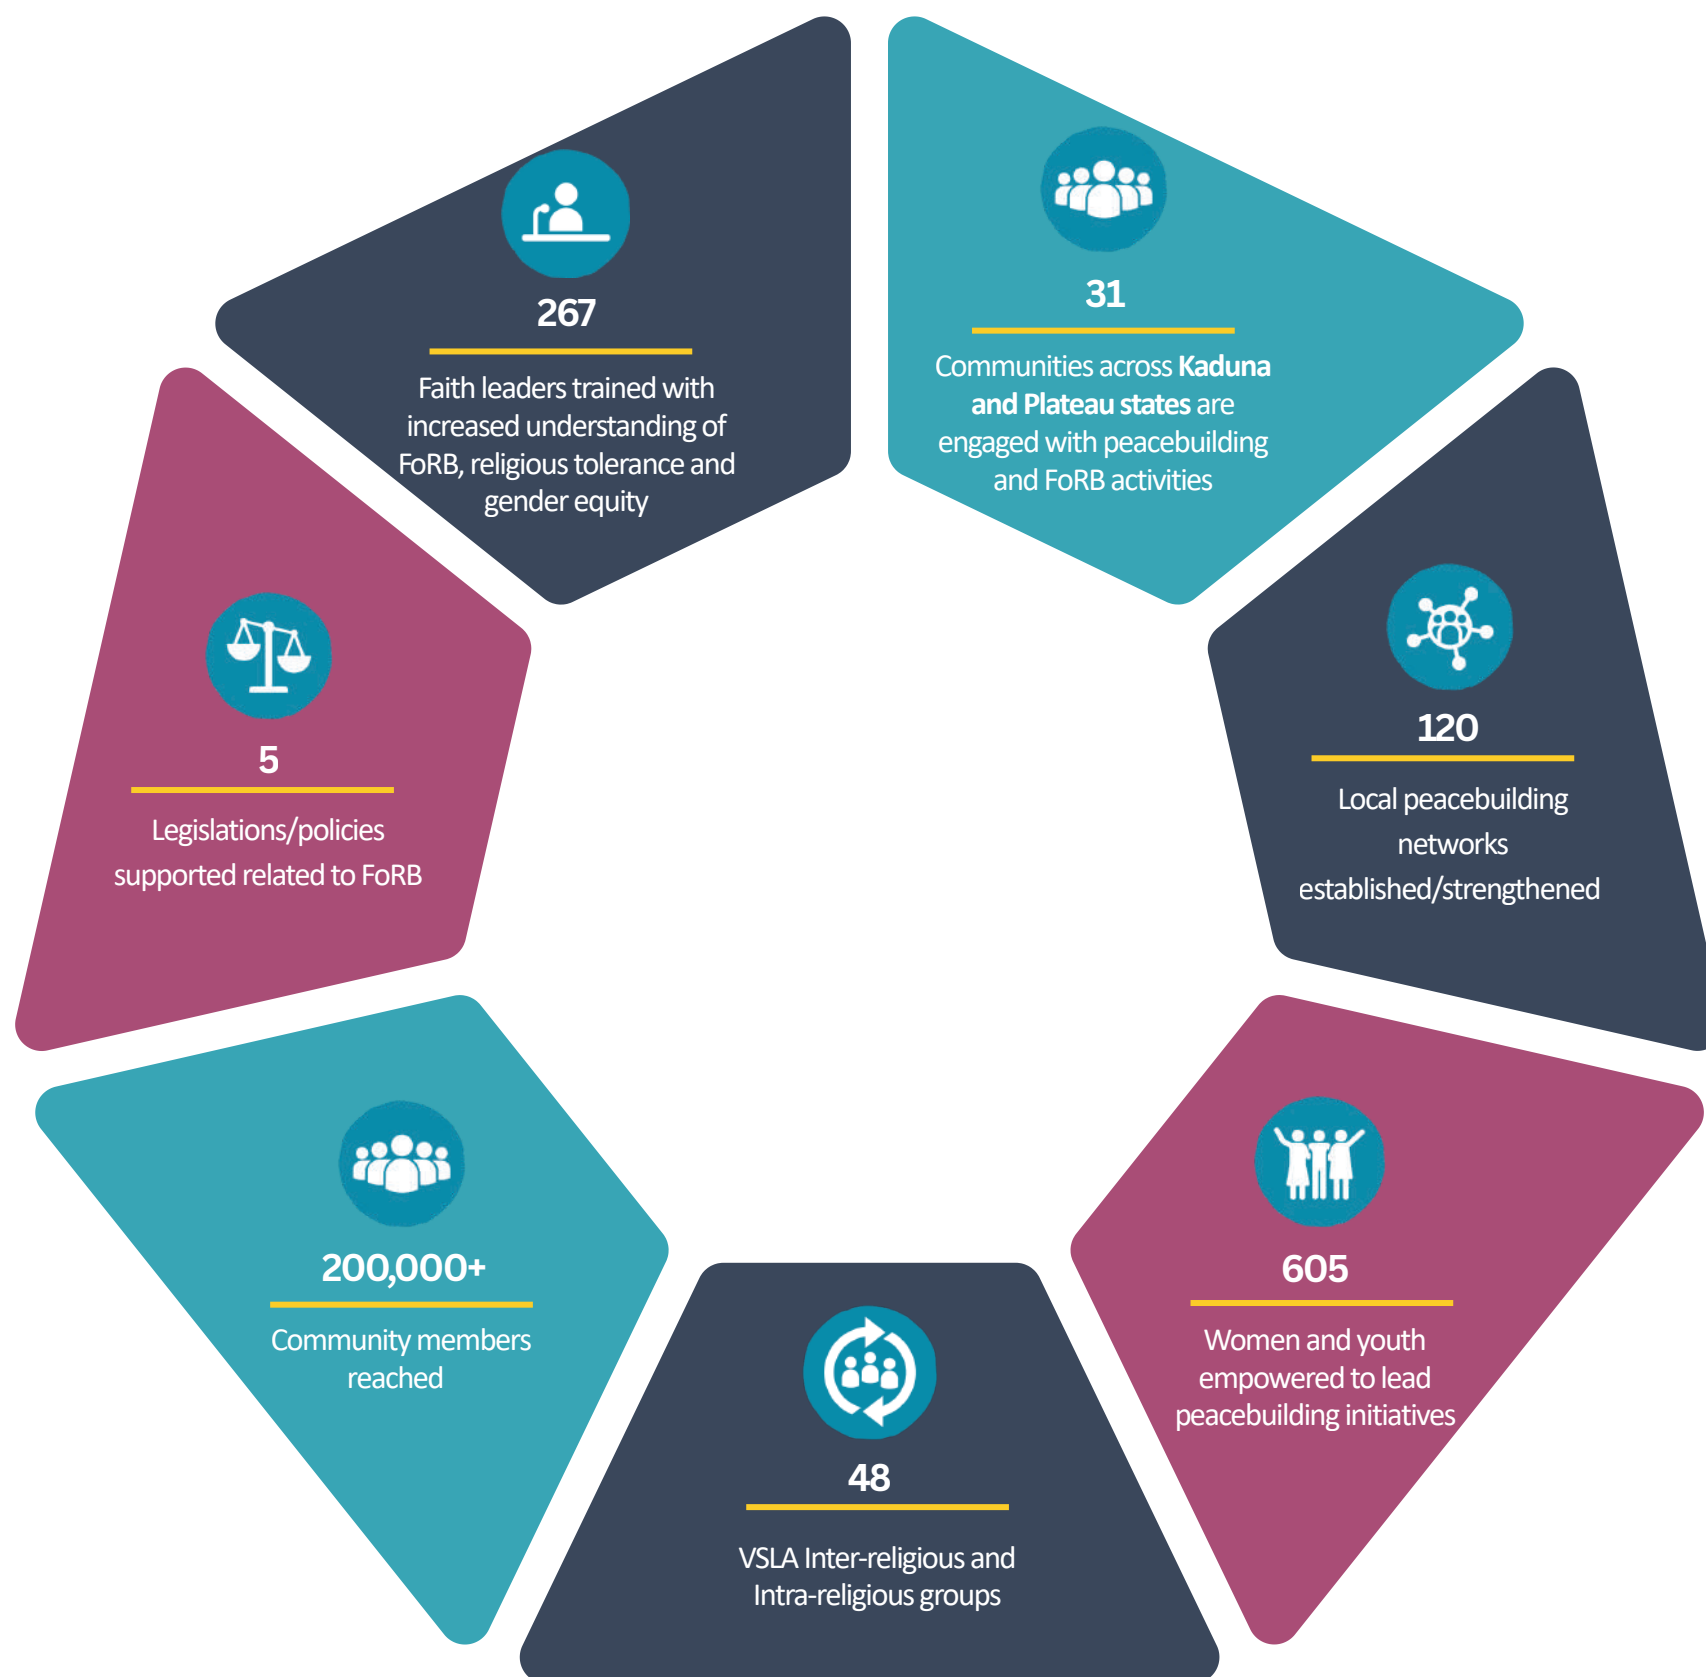 267
Faith leaders trained with
increased understanding of
FoRB, religious tolerance and
gender equity
31
Communities across Kaduna
and Plateau states are
engaged with peacebuilding
and FoRB activities
5
Legislations/policies
supported related to FoRB
120
Local peacebuilding
networks
established/strengthened
200,000+
Community members
reached
605
Women and youth
empowered to lead
peacebuilding initiatives
48
VSLA Inter-religious and
Intra-religious groups